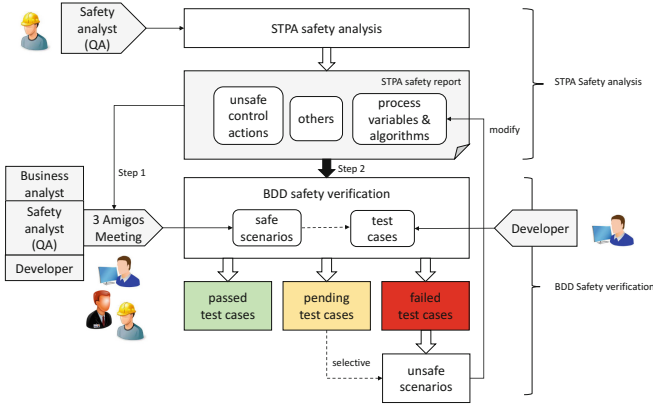 Safety
analyst
(QA)
STPA safety analysis
STPA safety report
unsafe
control
actions
others
process
variables &
algorithms
STPA Safety analysis
modify
Step 1
Step 2
Business
analyst
Safety
analyst
(QA)
Developer
3 Amigos
Meeting
BDD safety verification
safe
scenarios
test
cases
Developer
BDD Safety verification
passed
test cases
pending
test cases
failed
test cases
selective
unsafe
scenarios